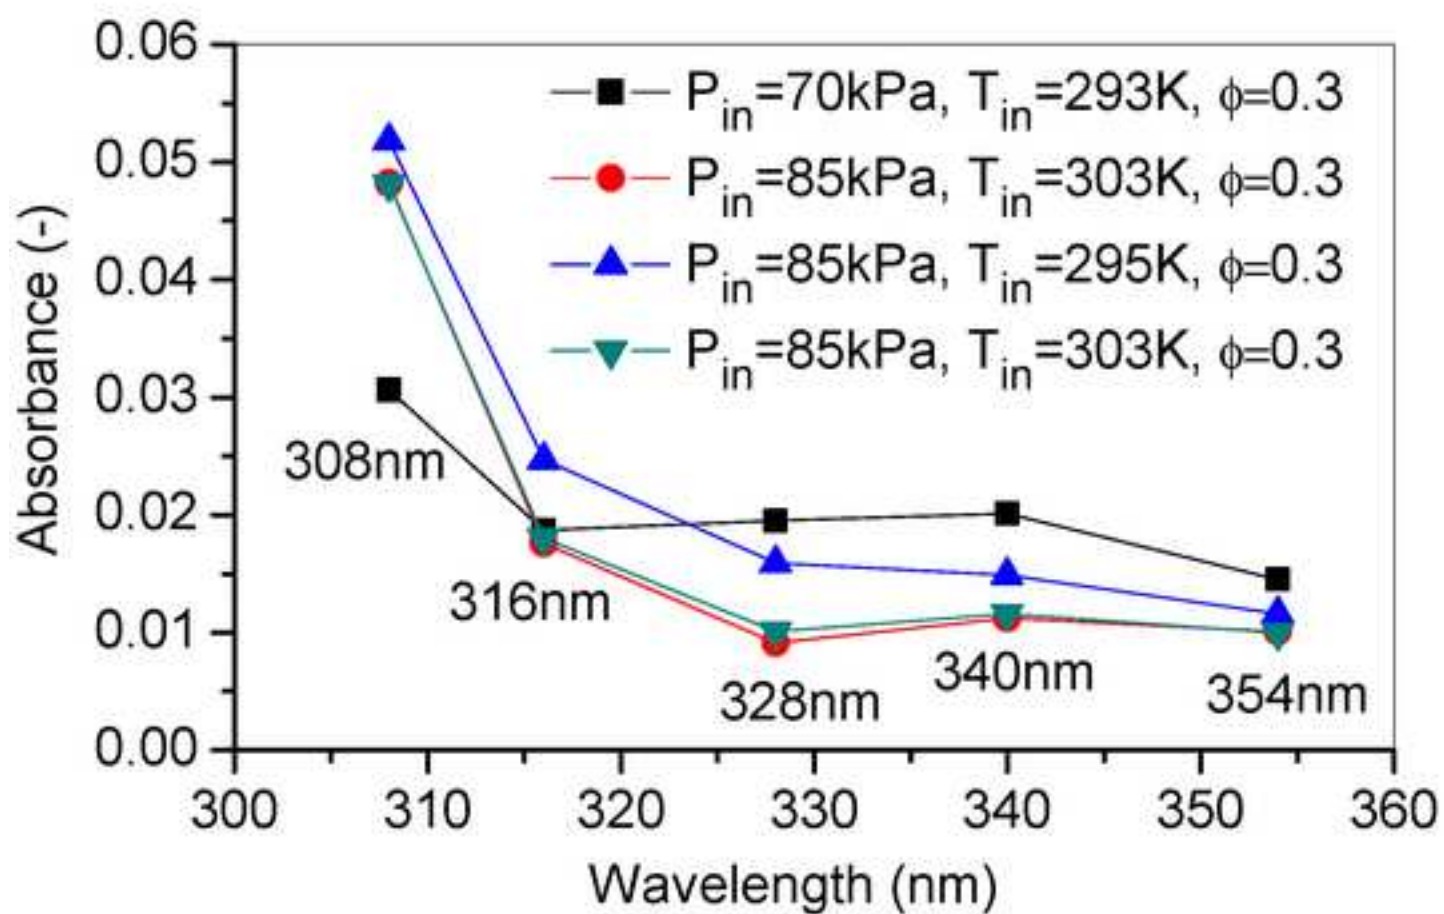 0.06
0.05
0.04
0.03
0.02
0.01
0.00
Absorbance (-)
P_in=70kPa, T_in=293K, ϕ=0.3
P_in=85kPa, T_in=303K, ϕ=0.3
P_in=85kPa, T_in=295K, ϕ=0.3
P_in=85kPa, T_in=303K, ϕ=0.3
308nm
316nm
328nm
340nm
354nm
300 310 320 330 340 350 360
Wavelength (nm)